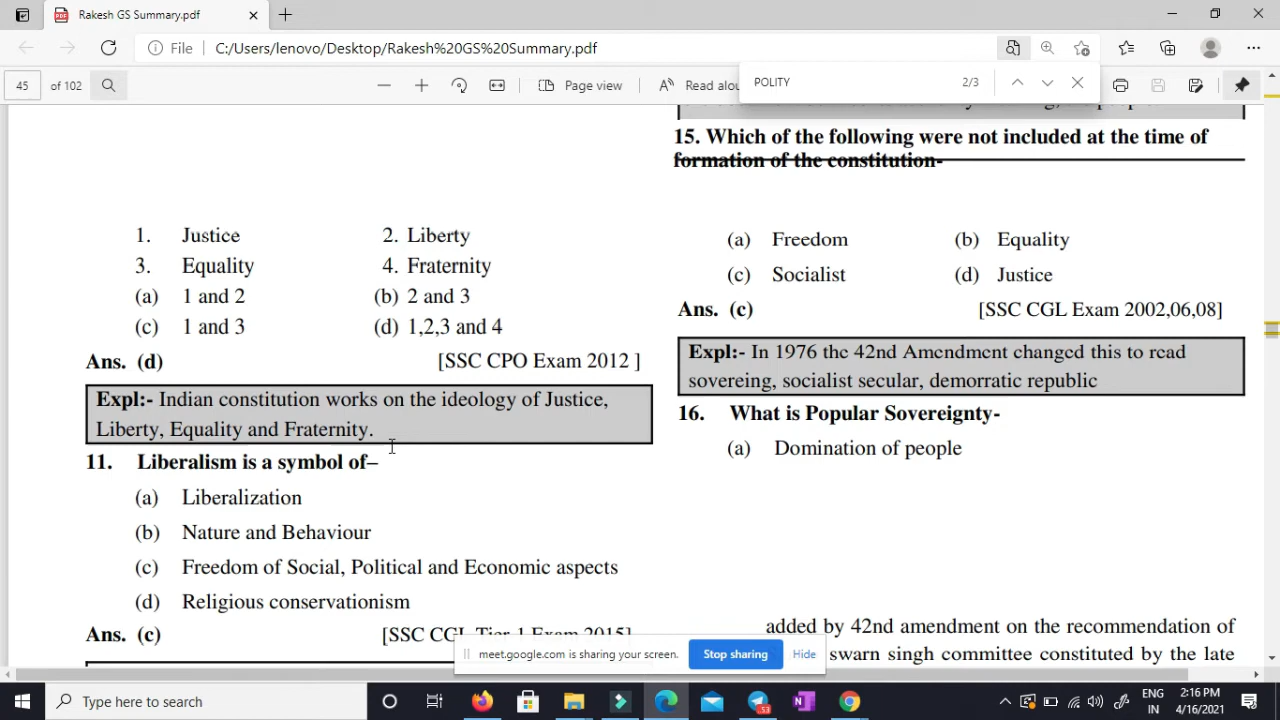 Rakesh GS Summary.pdf
File
C:/Users/lenovo/Desktop/Rakesh%20GS%20Summary.pdf
45 of 102
Page view
Read alou
POLITY 2/3
1. Justice 2. Liberty
3. Equality 4. Fraternity
(a) 1 and 2 (b) 2 and 3
(c) 1 and 3 (d) 1,2,3 and 4
Ans. (d) [SSC CPO Exam 2012 ]
Expl:- Indian constitution works on the ideology of Justice,
Liberty, Equality and Fraternity.
11. Liberalism is a symbol of–
(a) Liberalization
(b) Nature and Behaviour
(c) Freedom of Social, Political and Economic aspects
(d) Religious conservationism
Ans. (c) [SSC CGL Tier-1 Exam 2015]
15. Which of the following were not included at the time of
formation of the constitution-
(a) Freedom (b) Equality
(c) Socialist (d) Justice
Ans. (c) [SSC CGL Exam 2002,06,08]
Expl:- In 1976 the 42nd Amendment changed this to read
sovereing, socialist secular, demorratic republic
16. What is Popular Sovereignty-
(a) Domination of people
added by 42nd amendment on the recommendation of
swarn singh committee constituted by the late
meet.google.com is sharing your screen. Stop sharing Hide
Type here to search
53
ENG
IN
2:16 PM
4/16/2021